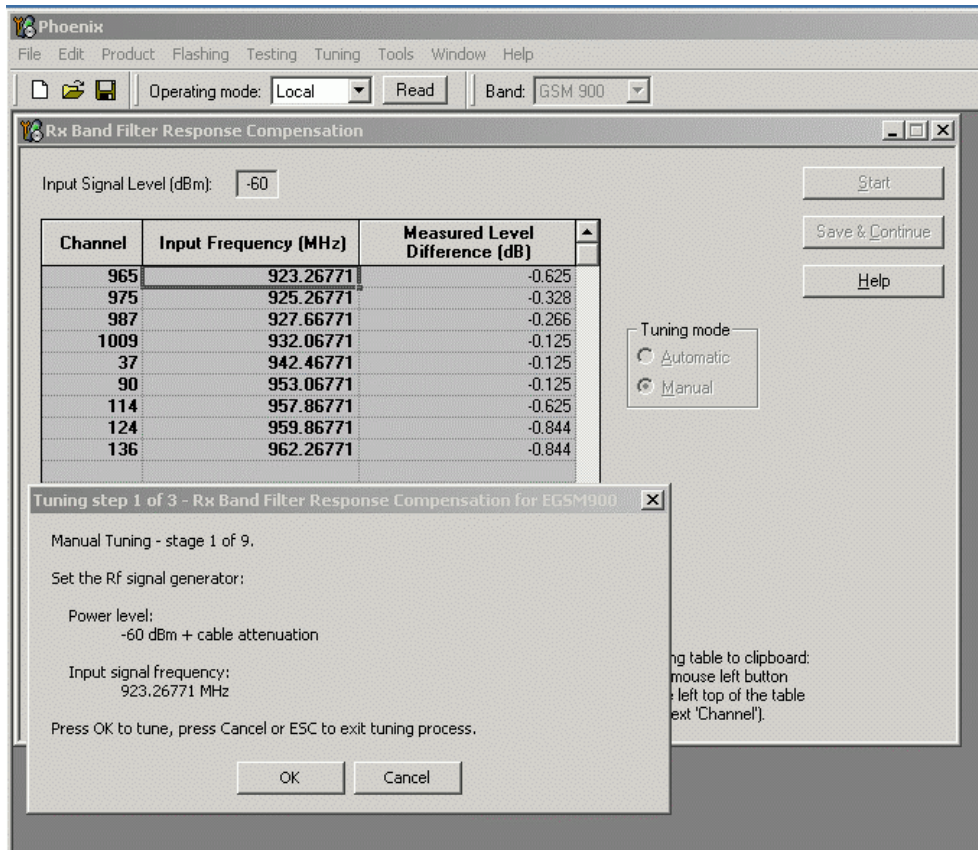 Phoenix
File Edit Product Flashing Testing Tuning Tools Window Help
Operating mode: Local Read Band: GSM 900
Rx Band Filter Response Compensation
Input Signal Level (dBm): -60
Start
Save & Continue
Help
Channel Input Frequency (MHz) Measured Level Difference (dB)
965 923.26771 -0.625
975 925.26771 -0.328
987 927.66771 -0.266
1009 932.06771 -0.125
37 942.46771 -0.125
90 953.06771 -0.125
114 957.86771 -0.625
124 959.86771 -0.844
136 962.26771 -0.844
Tuning mode
Automatic
Manual
Tuning step 1 of 3 - Rx Band Filter Response Compensation for EGSM900
Manual Tuning - stage 1 of 9.
Set the Rf signal generator:
Power level:
-60 dBm + cable attenuation
Input signal frequency:
923.26771 MHz
Press OK to tune, press Cancel or ESC to exit tuning process.
OK Cancel
table to clipboard:
mouse left button
left top of the table
'Channel').